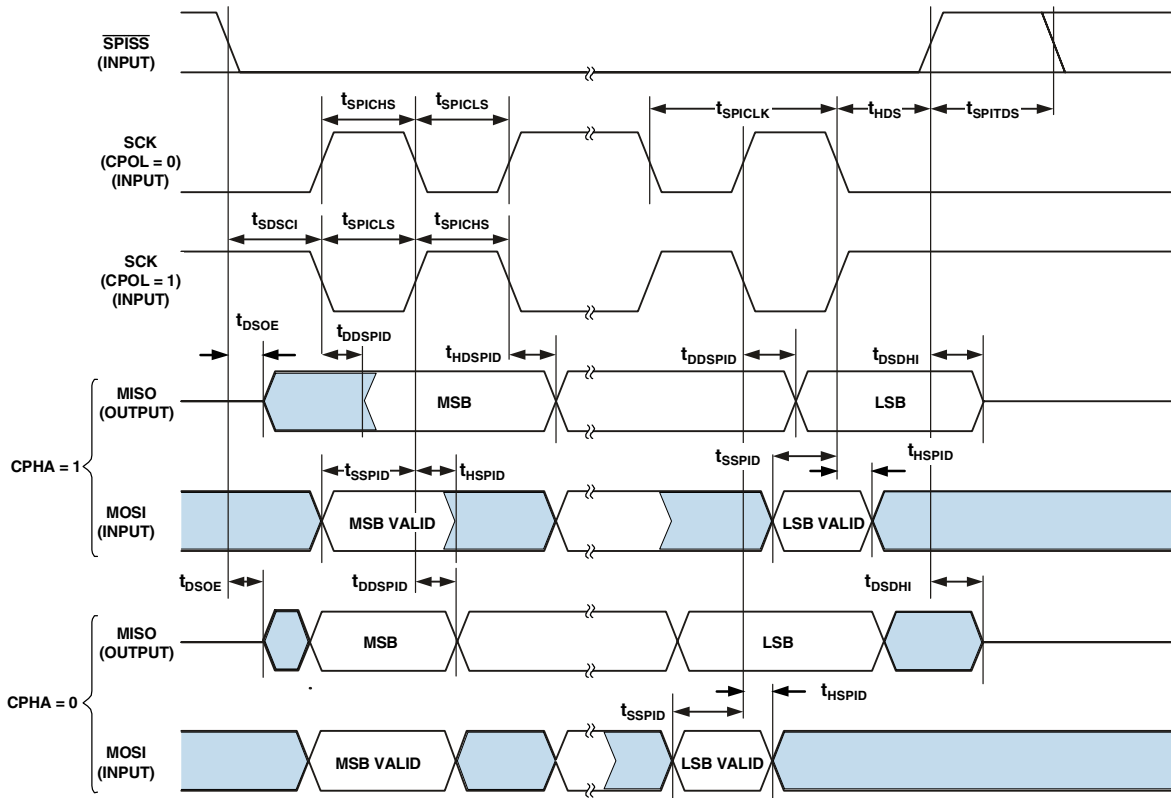 SPISS
(INPUT)
tSPICHS
tSPICLS
tSPICLK
tHDS
tSPITDS
SCK
(CPOL = 0)
(INPUT)
tSDSCI
tSPICLS
tSPICHS
SCK
(CPOL = 1)
(INPUT)
tDSOE
tDDSPID
tHDSPID
tDDSPID
tDSDHI
MISO
(OUTPUT)
MSB
LSB
CPHA = 1
tSSPID
tHSPID
tSSPID
tHSPID
MOSI
(INPUT)
MSB VALID
LSB VALID
tDSOE
tDDSPID
tDSDHI
MISO
(OUTPUT)
MSB
LSB
CPHA = 0
tSSPID
tHSPID
MOSI
(INPUT)
MSB VALID
LSB VALID